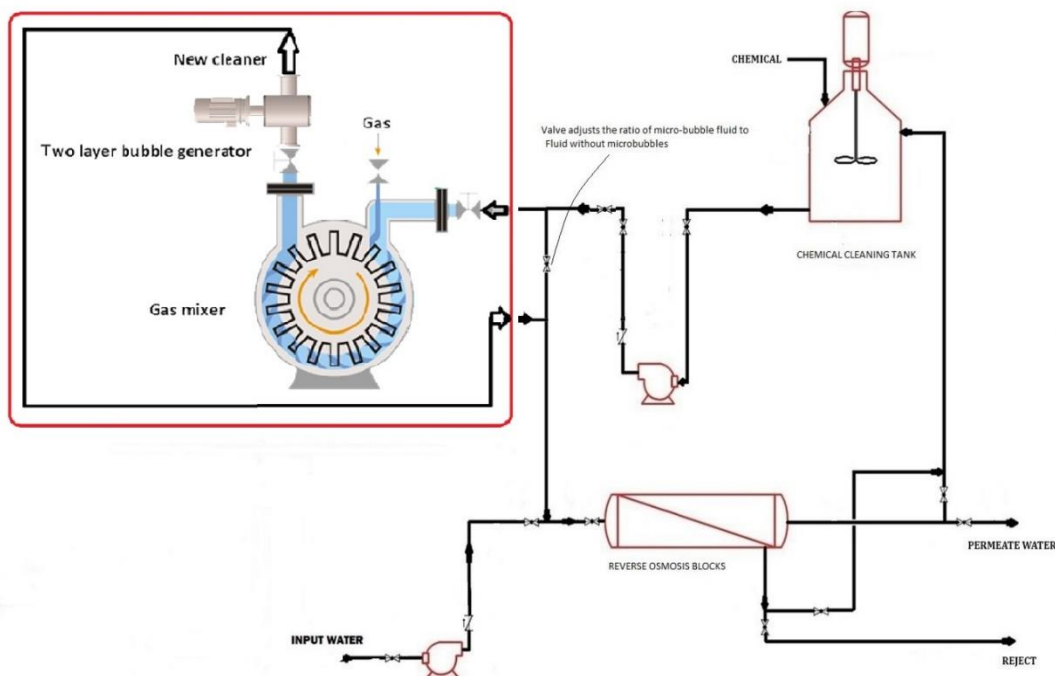 New cleaner
Gas
Two layer bubble generator
Gas mixer
Valve adjusts the ratio of micro-bubble fluid to
Fluid without microbubbles
CHEMICAL
CHEMICAL CLEANING TANK
REVERSE OSMOSIS BLOCKS
PERMEATE WATER
INPUT WATER
REJECT